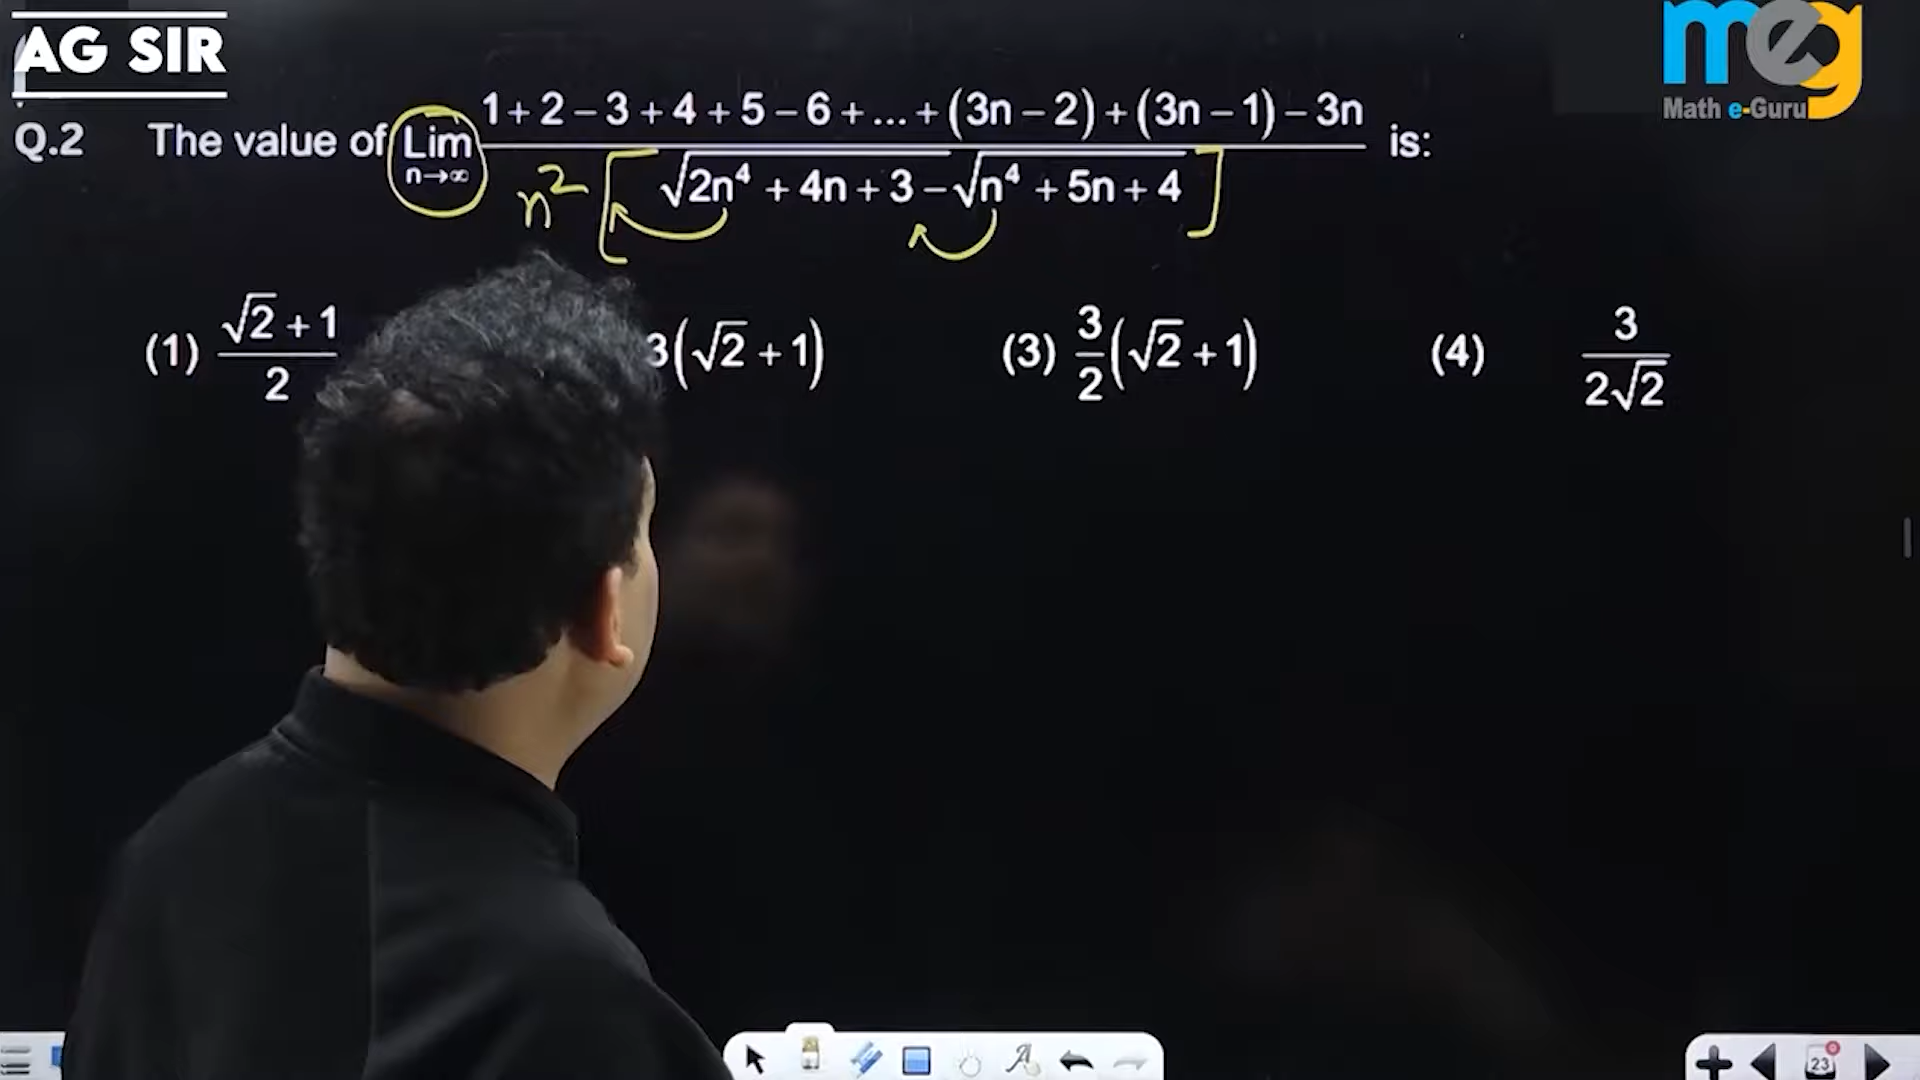 AG SIR
meg
Math e-Guru
Q.2 The value of Lim n→∞ 1 + 2 − 3 + 4 + 5 − 6 + ... + (3n − 2) + (3n − 1) − 3n / √2n⁴ + 4n + 3 − √n⁴ + 5n + 4 is:
n² [ ]
(1) √2 + 1 / 2 3(√2 + 1) (3) 3/2 (√2 + 1) (4) 3 / 2√2
23